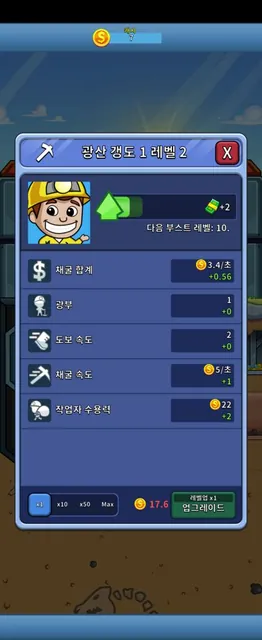 7
광산 갱도 1 레벨 2
X
+2
다음 부스트 레벨: 10.
채굴 합계
3.4/초
+0.56
광부
1
+0
도보 속도
2
+0
채굴 속도
5/초
+1
작업자 수용력
22
+2
x1 x10 x50 Max
17.6
레벨업 x1
업그레이드